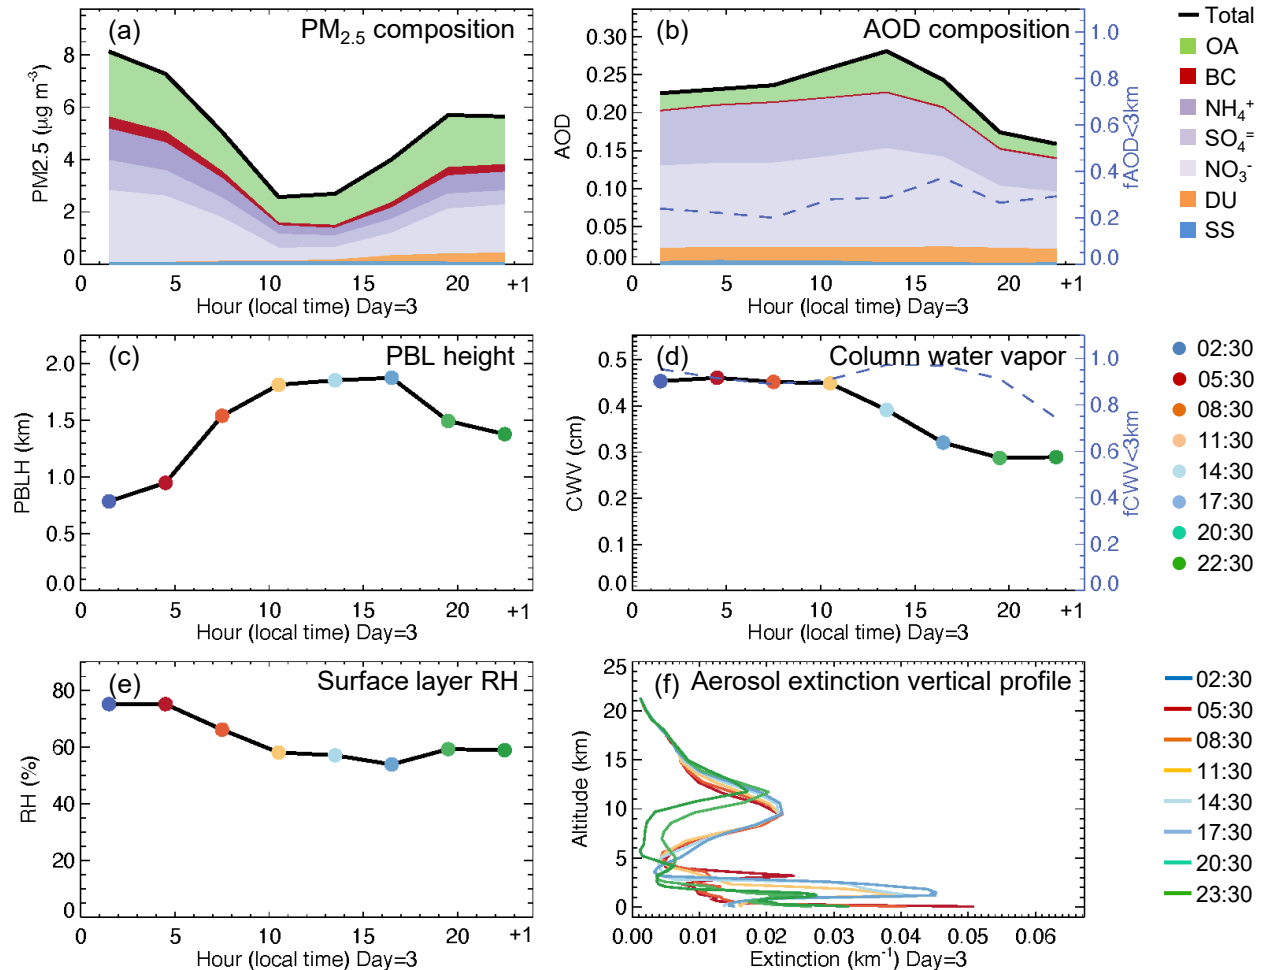 (a) PM2.5 composition
8
6
4
2
0
PM2.5 (μg m-3)
0 5 10 15 20 +1
Hour (local time) Day=3
(b) AOD composition
0.30
0.25
0.20
0.15
0.10
0.05
0.00
AOD
1.0
0.8
0.6
0.4
0.2
0.0
fAOD<3km
0 5 10 15 20 +1
Hour (local time) Day=3
Total
OA
BC
NH4+
SO4=
NO3-
DU
SS
(c) PBL height
2.0
1.5
1.0
0.5
0.0
PBLH (km)
0 5 10 15 20 +1
Hour (local time) Day=3
(d) Column water vapor
0.5
0.4
0.3
0.2
0.1
0.0
CWV (cm)
1.0
0.8
0.6
0.4
0.2
0.0
fCWV<3km
0 5 10 15 20 +1
Hour (local time) Day=3
02:30
05:30
08:30
11:30
14:30
17:30
20:30
22:30
(e) Surface layer RH
80
60
40
20
0
RH (%)
0 5 10 15 20 +1
Hour (local time) Day=3
(f) Aerosol extinction vertical profile
25
20
15
10
5
0
Altitude (km)
0.00 0.01 0.02 0.03 0.04 0.05 0.06
Extinction (km-1) Day=3
02:30
05:30
08:30
11:30
14:30
17:30
20:30
23:30